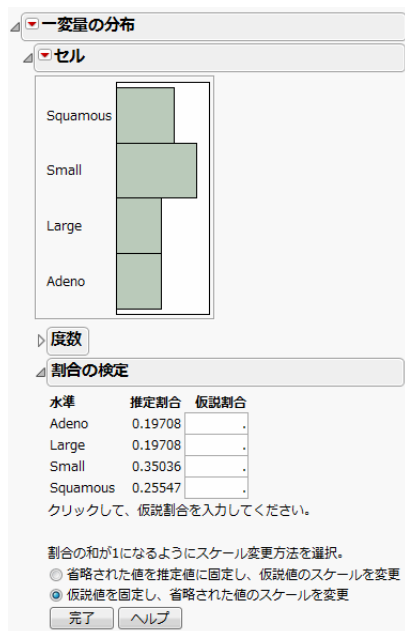 一変量の分布
セル
Squamous
Small
Large
Adeno
度数
割合の検定
水準 推定割合 仮説割合
Adeno 0.19708 .
Large 0.19708 .
Small 0.35036 .
Squamous 0.25547 .
クリックして、仮説割合を入力してください。
割合の和が1になるようにスケール変更方法を選択。
省略された値を推定値に固定し、仮説値のスケールを変更
仮説値を固定し、省略された値のスケールを変更
完了 ヘルプ